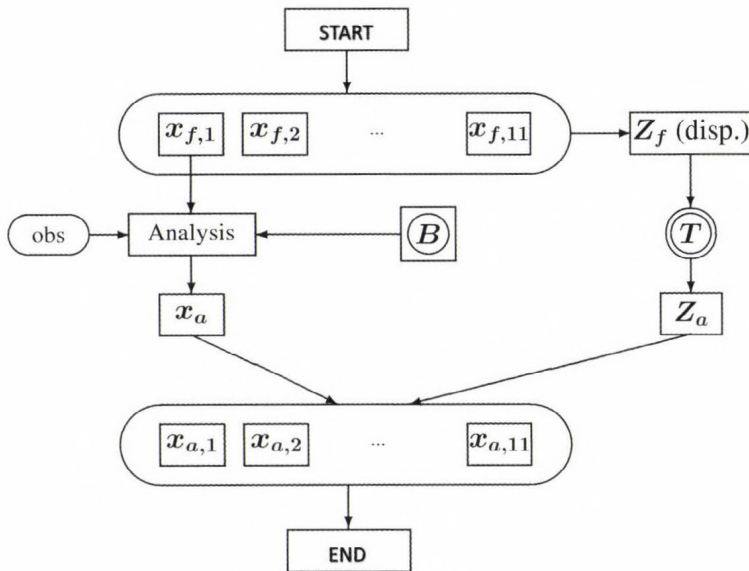 START
x_{f,1} x_{f,2} ... x_{f,11} Z_f (disp.)
obs Analysis B T
x_a Z_a
x_{a,1} x_{a,2} ... x_{a,11}
END